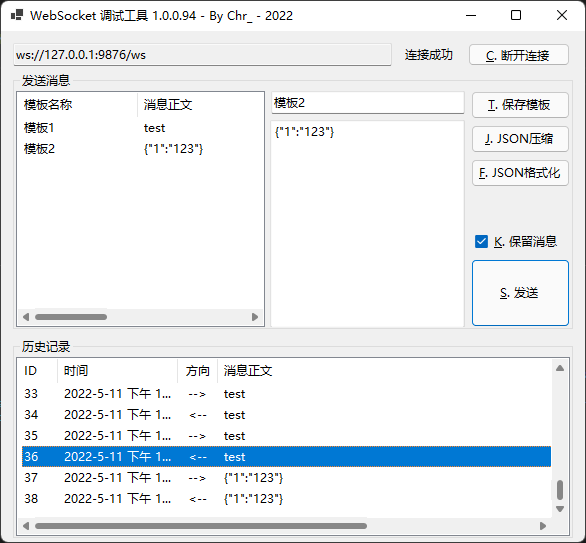 WebSocket 调试工具 1.0.0.94 - By Chr_ - 2022
ws://127.0.0.1:9876/ws 连接成功 C. 断开连接
发送消息
模板名称 消息正文
模板1 test
模板2 {"1":"123"}
模板2
{"1":"123"}
T. 保存模板
J. JSON压缩
F. JSON格式化
K. 保留消息
S. 发送
历史记录
ID 时间 方向 消息正文
33 2022-5-11 下午 1... --> test
34 2022-5-11 下午 1... <-- test
35 2022-5-11 下午 1... --> test
36 2022-5-11 下午 1... <-- test
37 2022-5-11 下午 1... --> {"1":"123"}
38 2022-5-11 下午 1... <-- {"1":"123"}